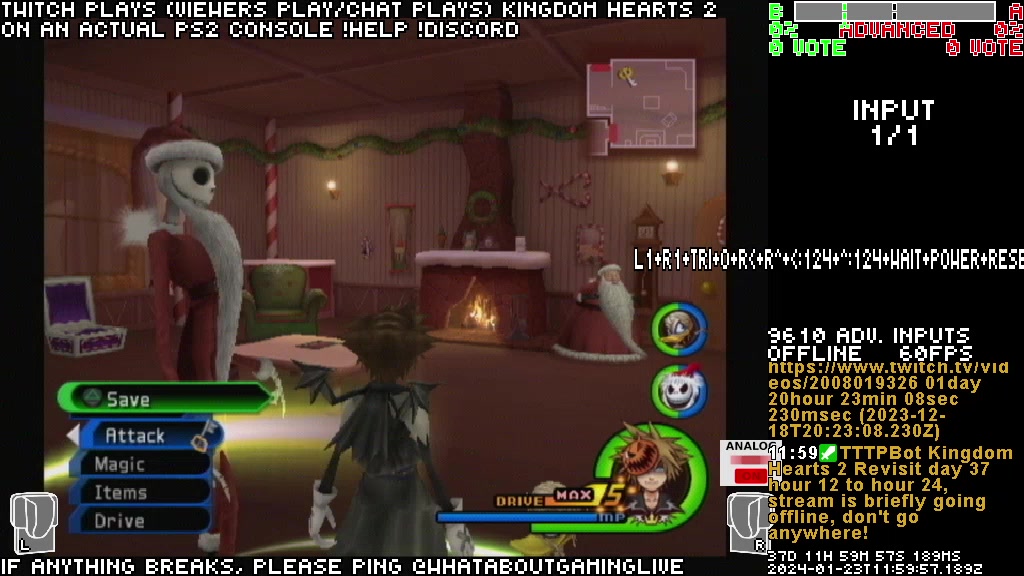 TWITCH PLAYS (VIEWERS PLAY/CHAT PLAYS) KINGDOM HEARTS 2
ON AN ACTUAL PS2 CONSOLE !HELP !DISCORD
B A
0% ADVANCED 0%
0 VOTE 0 VOTE
INPUT
1/1
L1+R1+TRI+O+R<+R^+<:124+^:124+WAIT+POWER+RESE
9610 ADV. INPUTS
OFFLINE 60FPS
https://www.twitch.tv/vid
eos/2008019326 01day
20hour 23min 08sec
230msec (2023-12-
18T20:23:08.230Z)
11:59 TTTPBot Kingdom
Hearts 2 Revisit day 37
hour 12 to hour 24,
stream is briefly going
offline, don't go
anywhere!
37D 11H 59M 57S 189MS
2024-01-23T11:59:57.189Z
Save
Attack
Magic
Items
Drive
DRIVE MAX 5
MP
ANALOG
L
R
IF ANYTHING BREAKS, PLEASE PING @WHATABOUTGAMINGLIVE